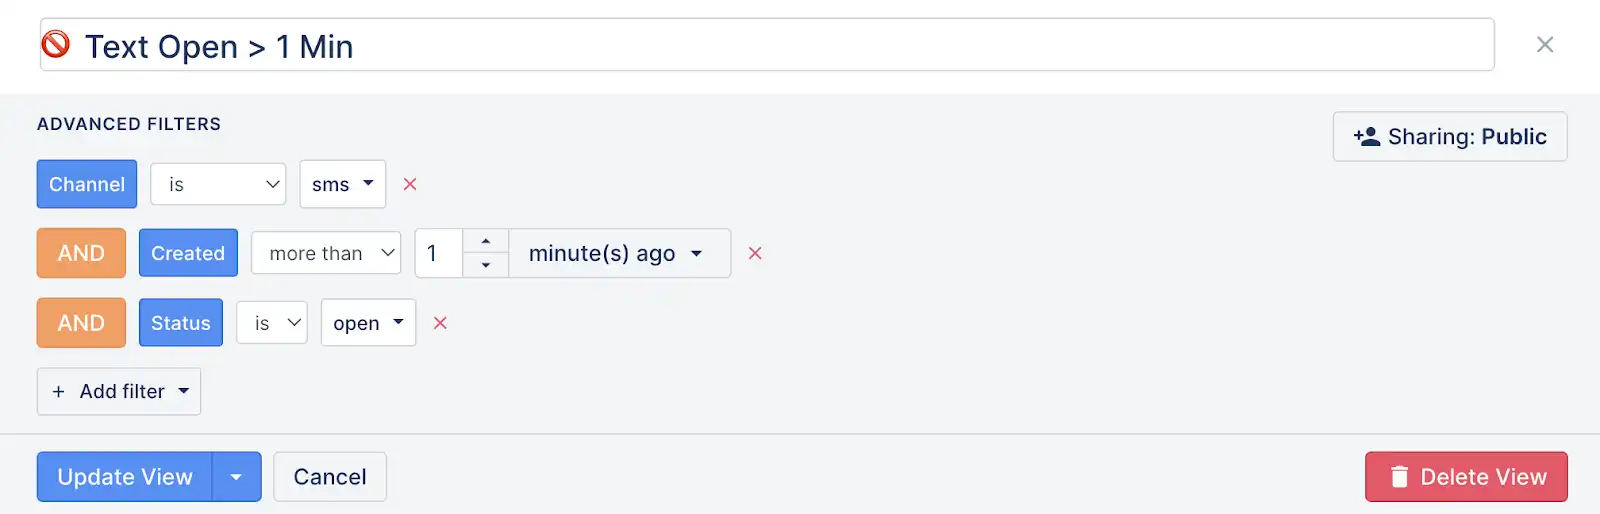 🚫 Text Open > 1 Min
ADVANCED FILTERS
Sharing: Public
Channel is sms
AND Created more than 1 minute(s) ago
AND Status is open
+ Add filter
Update View Cancel Delete View